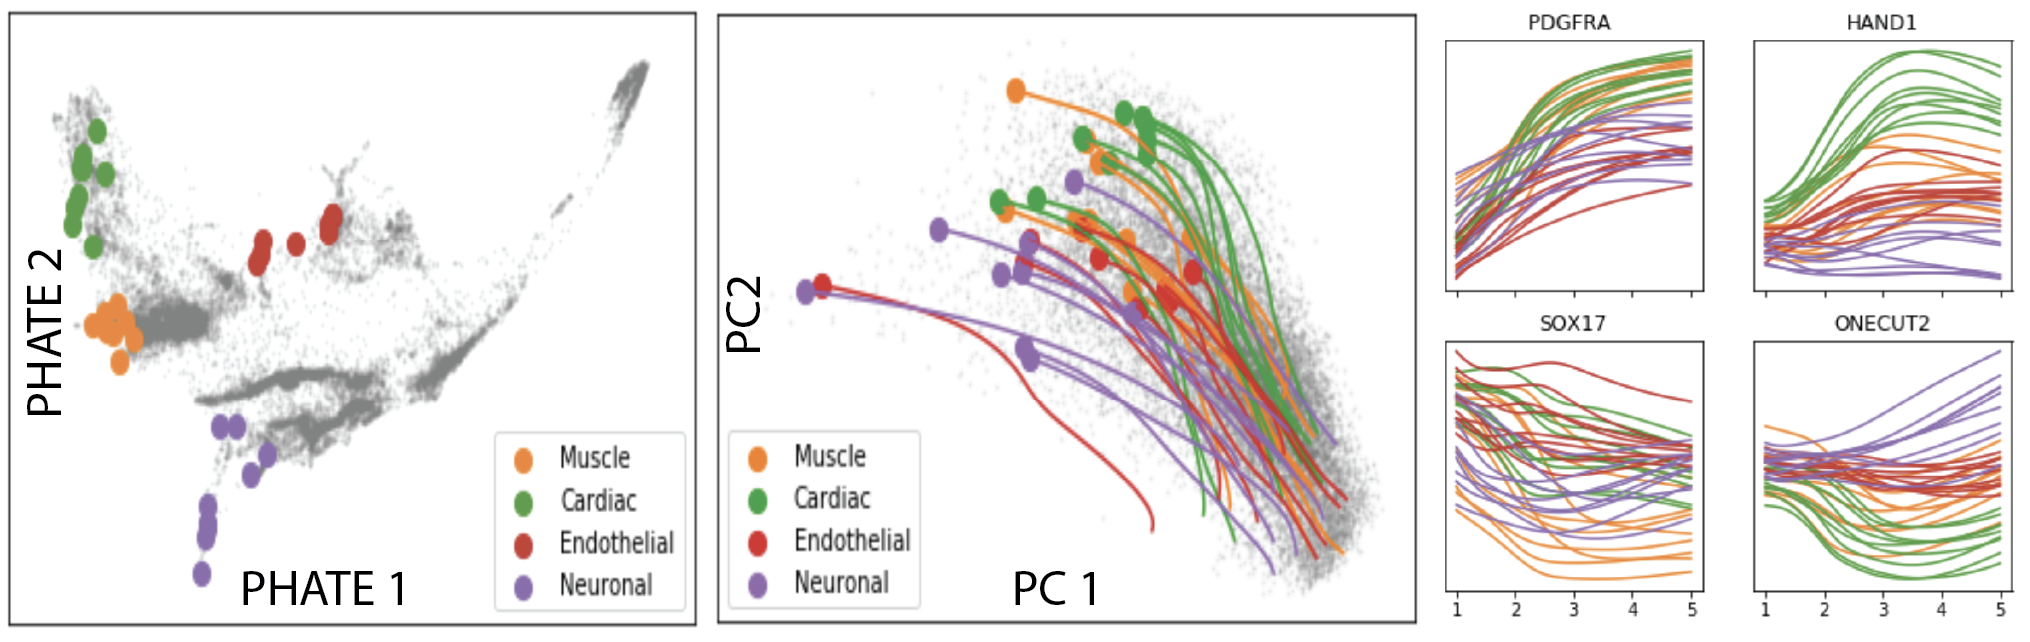 PHATE 2
PHATE 1
Muscle
Cardiac
Endothelial
Neuronal
PC2
PC 1
Muscle
Cardiac
Endothelial
Neuronal
PDGFRA
HAND1
SOX17
1 2 3 4 5
ONECUT2
1 2 3 4 5